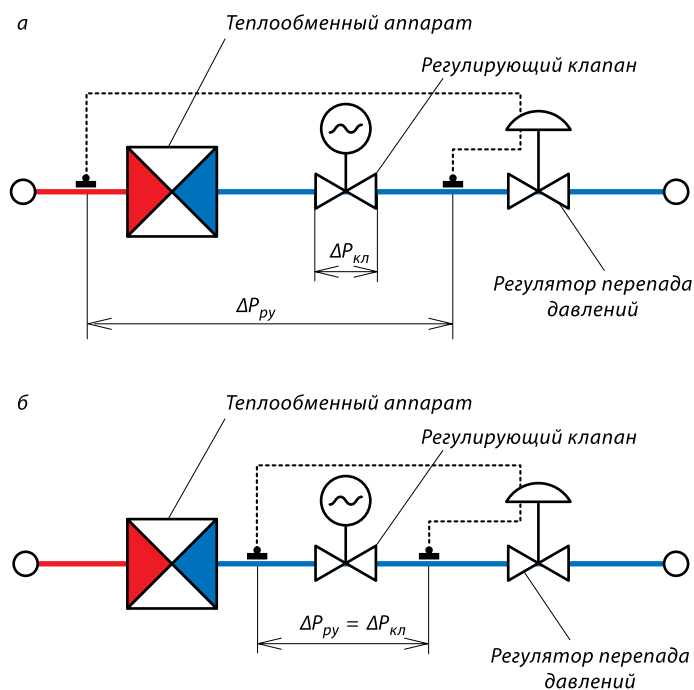 а
Теплообменный аппарат
Регулирующий клапан
ΔPкл
Регулятор перепада
давлений
ΔPру
б
Теплообменный аппарат
Регулирующий клапан
ΔPру = ΔPкл
Регулятор перепада
давлений